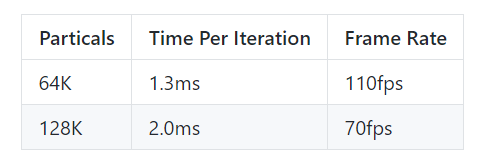 Particals Time Per Iteration Frame Rate
64K 1.3ms 110fps
128K 2.0ms 70fps